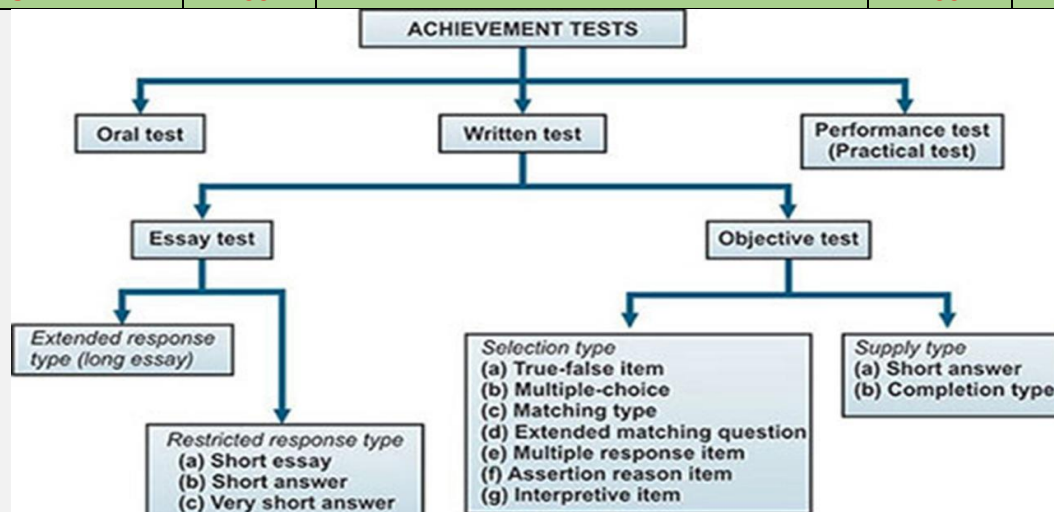 ACHIEVEMENT TESTS
Oral test
Written test
Performance test
(Practical test)
Essay test
Objective test
Extended response
type (long essay)
Restricted response type
(a) Short essay
(b) Short answer
(c) Very short answer
Selection type
(a) True-false item
(b) Multiple-choice
(c) Matching type
(d) Extended matching question
(e) Multiple response item
(f) Assertion reason item
(g) Interpretive item
Supply type
(a) Short answer
(b) Completion type